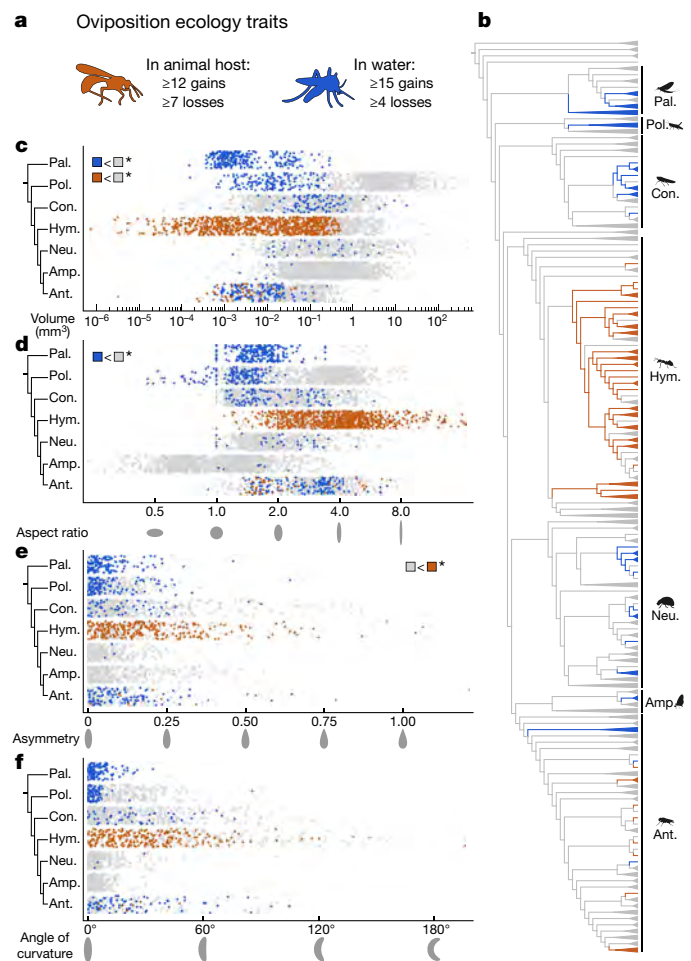 a Oviposition ecology traits
In animal host:
≥12 gains
≥7 losses
In water:
≥15 gains
≥4 losses
b
Pal.
Pol.
Con.
Hym.
Neu.
Amp.
Ant.
c
< *
< *
Pal.
Pol.
Con.
Hym.
Neu.
Amp.
Ant.
Volume (mm³)
10⁻⁶ 10⁻⁵ 10⁻⁴ 10⁻³ 10⁻² 10⁻¹ 1 10 10²
d
< *
Pal.
Pol.
Con.
Hym.
Neu.
Amp.
Ant.
0.5 1.0 2.0 4.0 8.0
Aspect ratio
e
< *
Pal.
Pol.
Con.
Hym.
Neu.
Amp.
Ant.
0 0.25 0.50 0.75 1.00
Asymmetry
f
Pal.
Pol.
Con.
Hym.
Neu.
Amp.
Ant.
0° 60° 120° 180°
Angle of
curvature